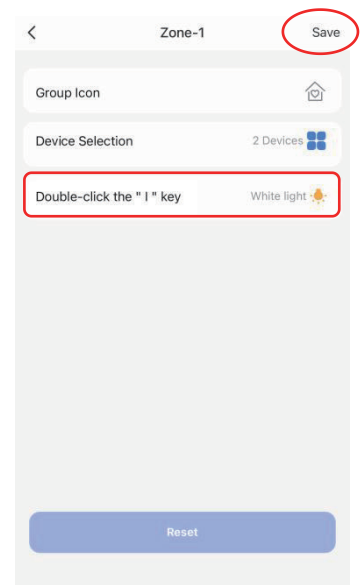 Zone-1
Save
Group Icon
Device Selection
2 Devices
Double-click the " I " key
White light
Reset